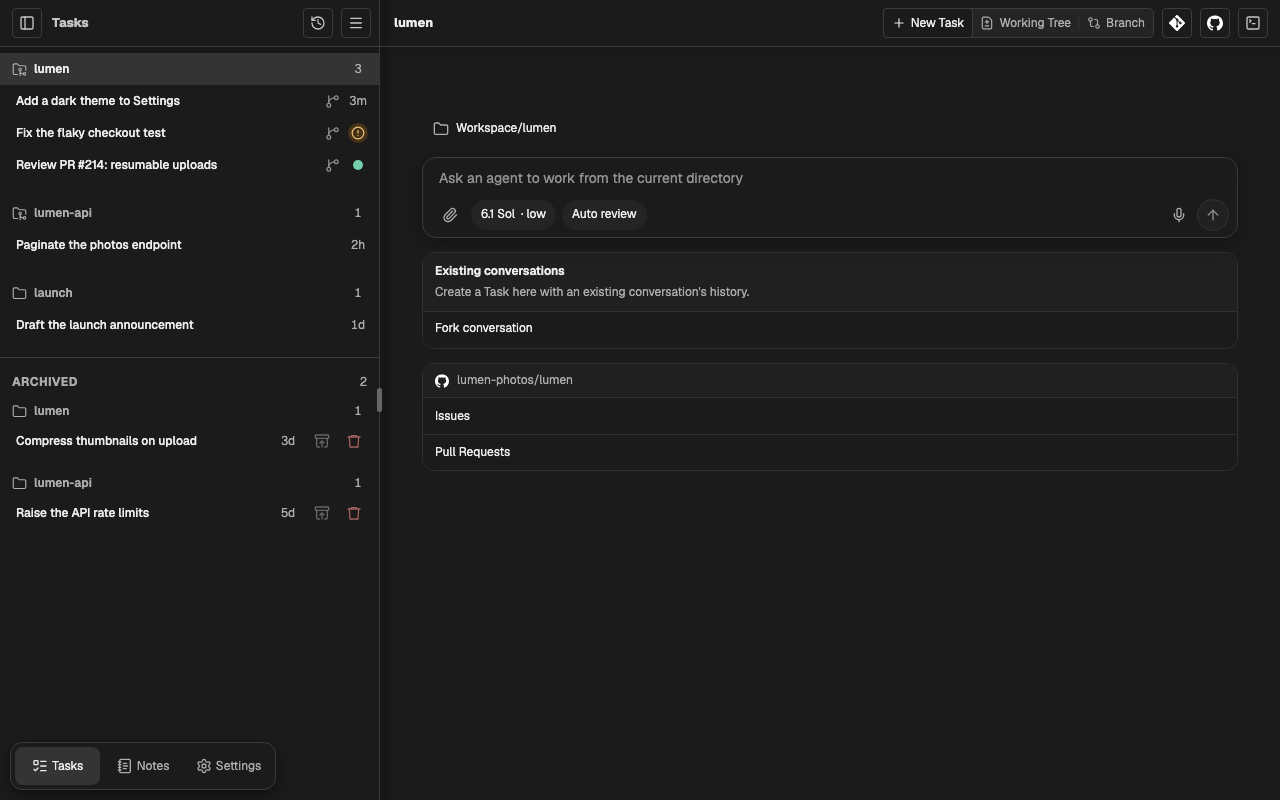 Tasks
lumen 3
Add a dark theme to Settings 3m
Fix the flaky checkout test
Review PR #214: resumable uploads
lumen-api 1
Paginate the photos endpoint 2h
launch 1
Draft the launch announcement 1d
ARCHIVED 2
lumen 1
Compress thumbnails on upload 3d
lumen-api 1
Raise the API rate limits 5d
Tasks Notes Settings
lumen
New Task Working Tree Branch
Workspace/lumen
Ask an agent to work from the current directory
6.1 Sol · low Auto review
Existing conversations
Create a Task here with an existing conversation's history.
Fork conversation
lumen-photos/lumen
Issues
Pull Requests